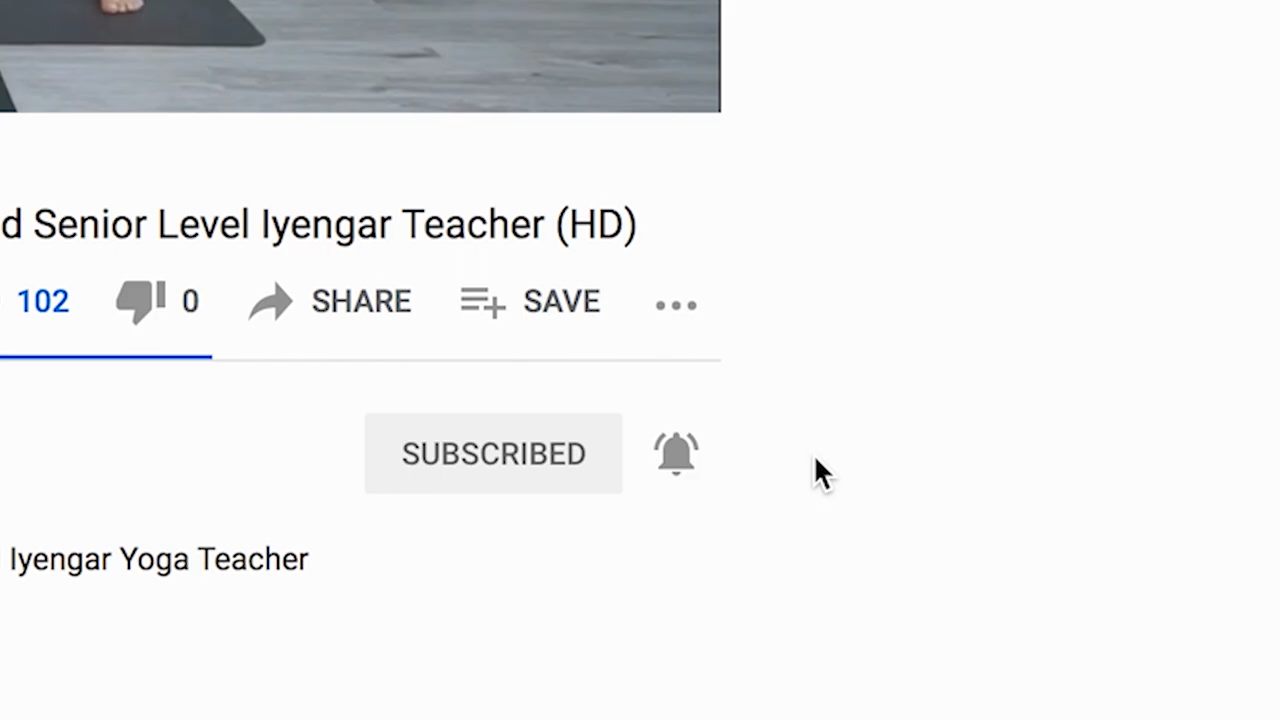 d Senior Level Iyengar Teacher (HD)
102 0 SHARE SAVE
SUBSCRIBED
Iyengar Yoga Teacher